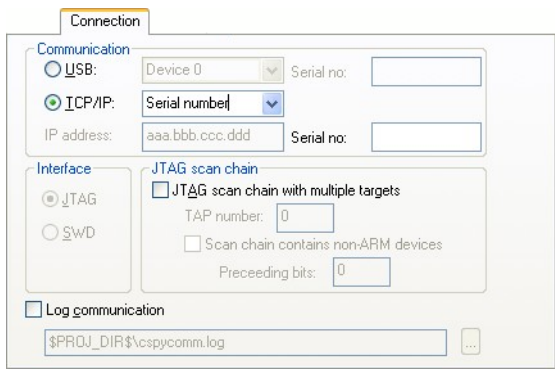 Connection
Communication
USB: Device 0 Serial no:
TCP/IP: Serial number
IP address: aaa.bbb.ccc.ddd Serial no:
Interface
JTAG
SWD
JTAG scan chain
JTAG scan chain with multiple targets
TAP number: 0
Scan chain contains non-ARM devices
Preceeding bits: 0
Log communication
$PROJ_DIR$\cspycomm.log ...